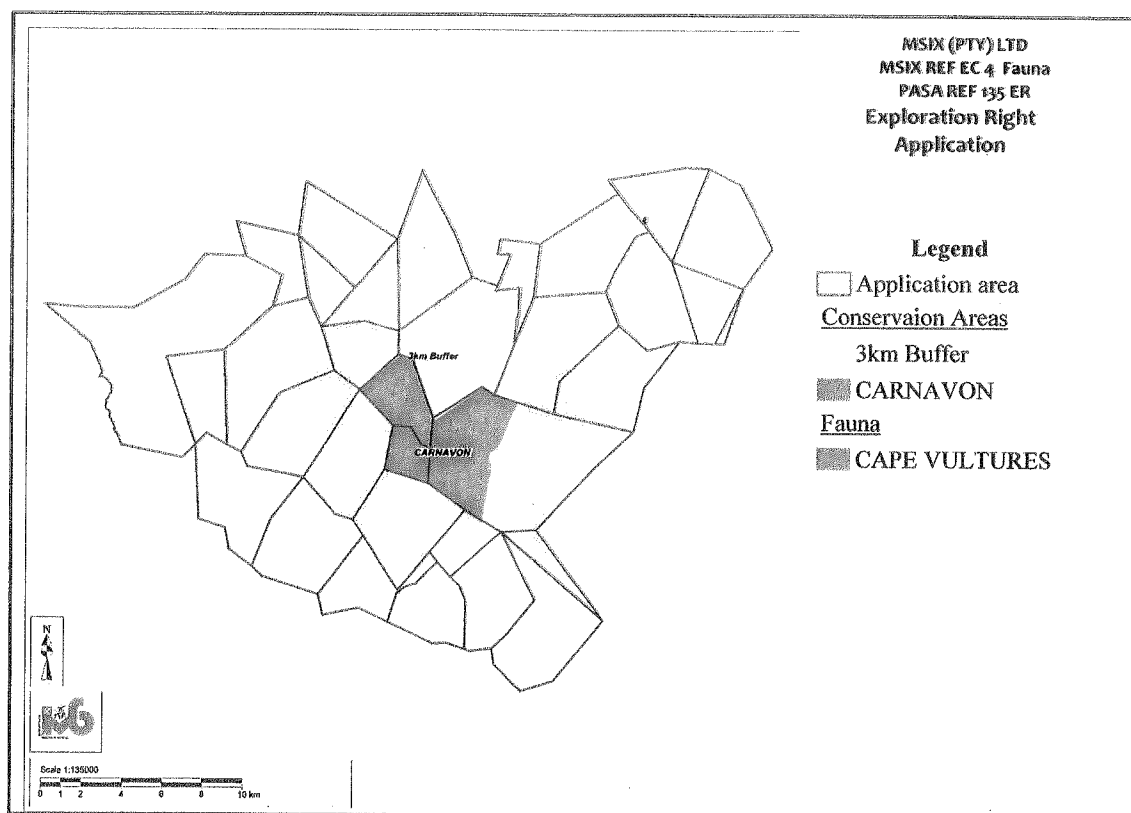 MSIX (PTY) LTD
MSIX REF EC 4 Fauna
PASA REF 135 ER
Exploration Right
Application
Legend
Application area
Conservaion Areas
3km Buffer
CARNAVON
Fauna
CAPE VULTURES
3km Buffer
CARNAVON
N
Scale 1:135000
0 1 2 4 6 8 10 km